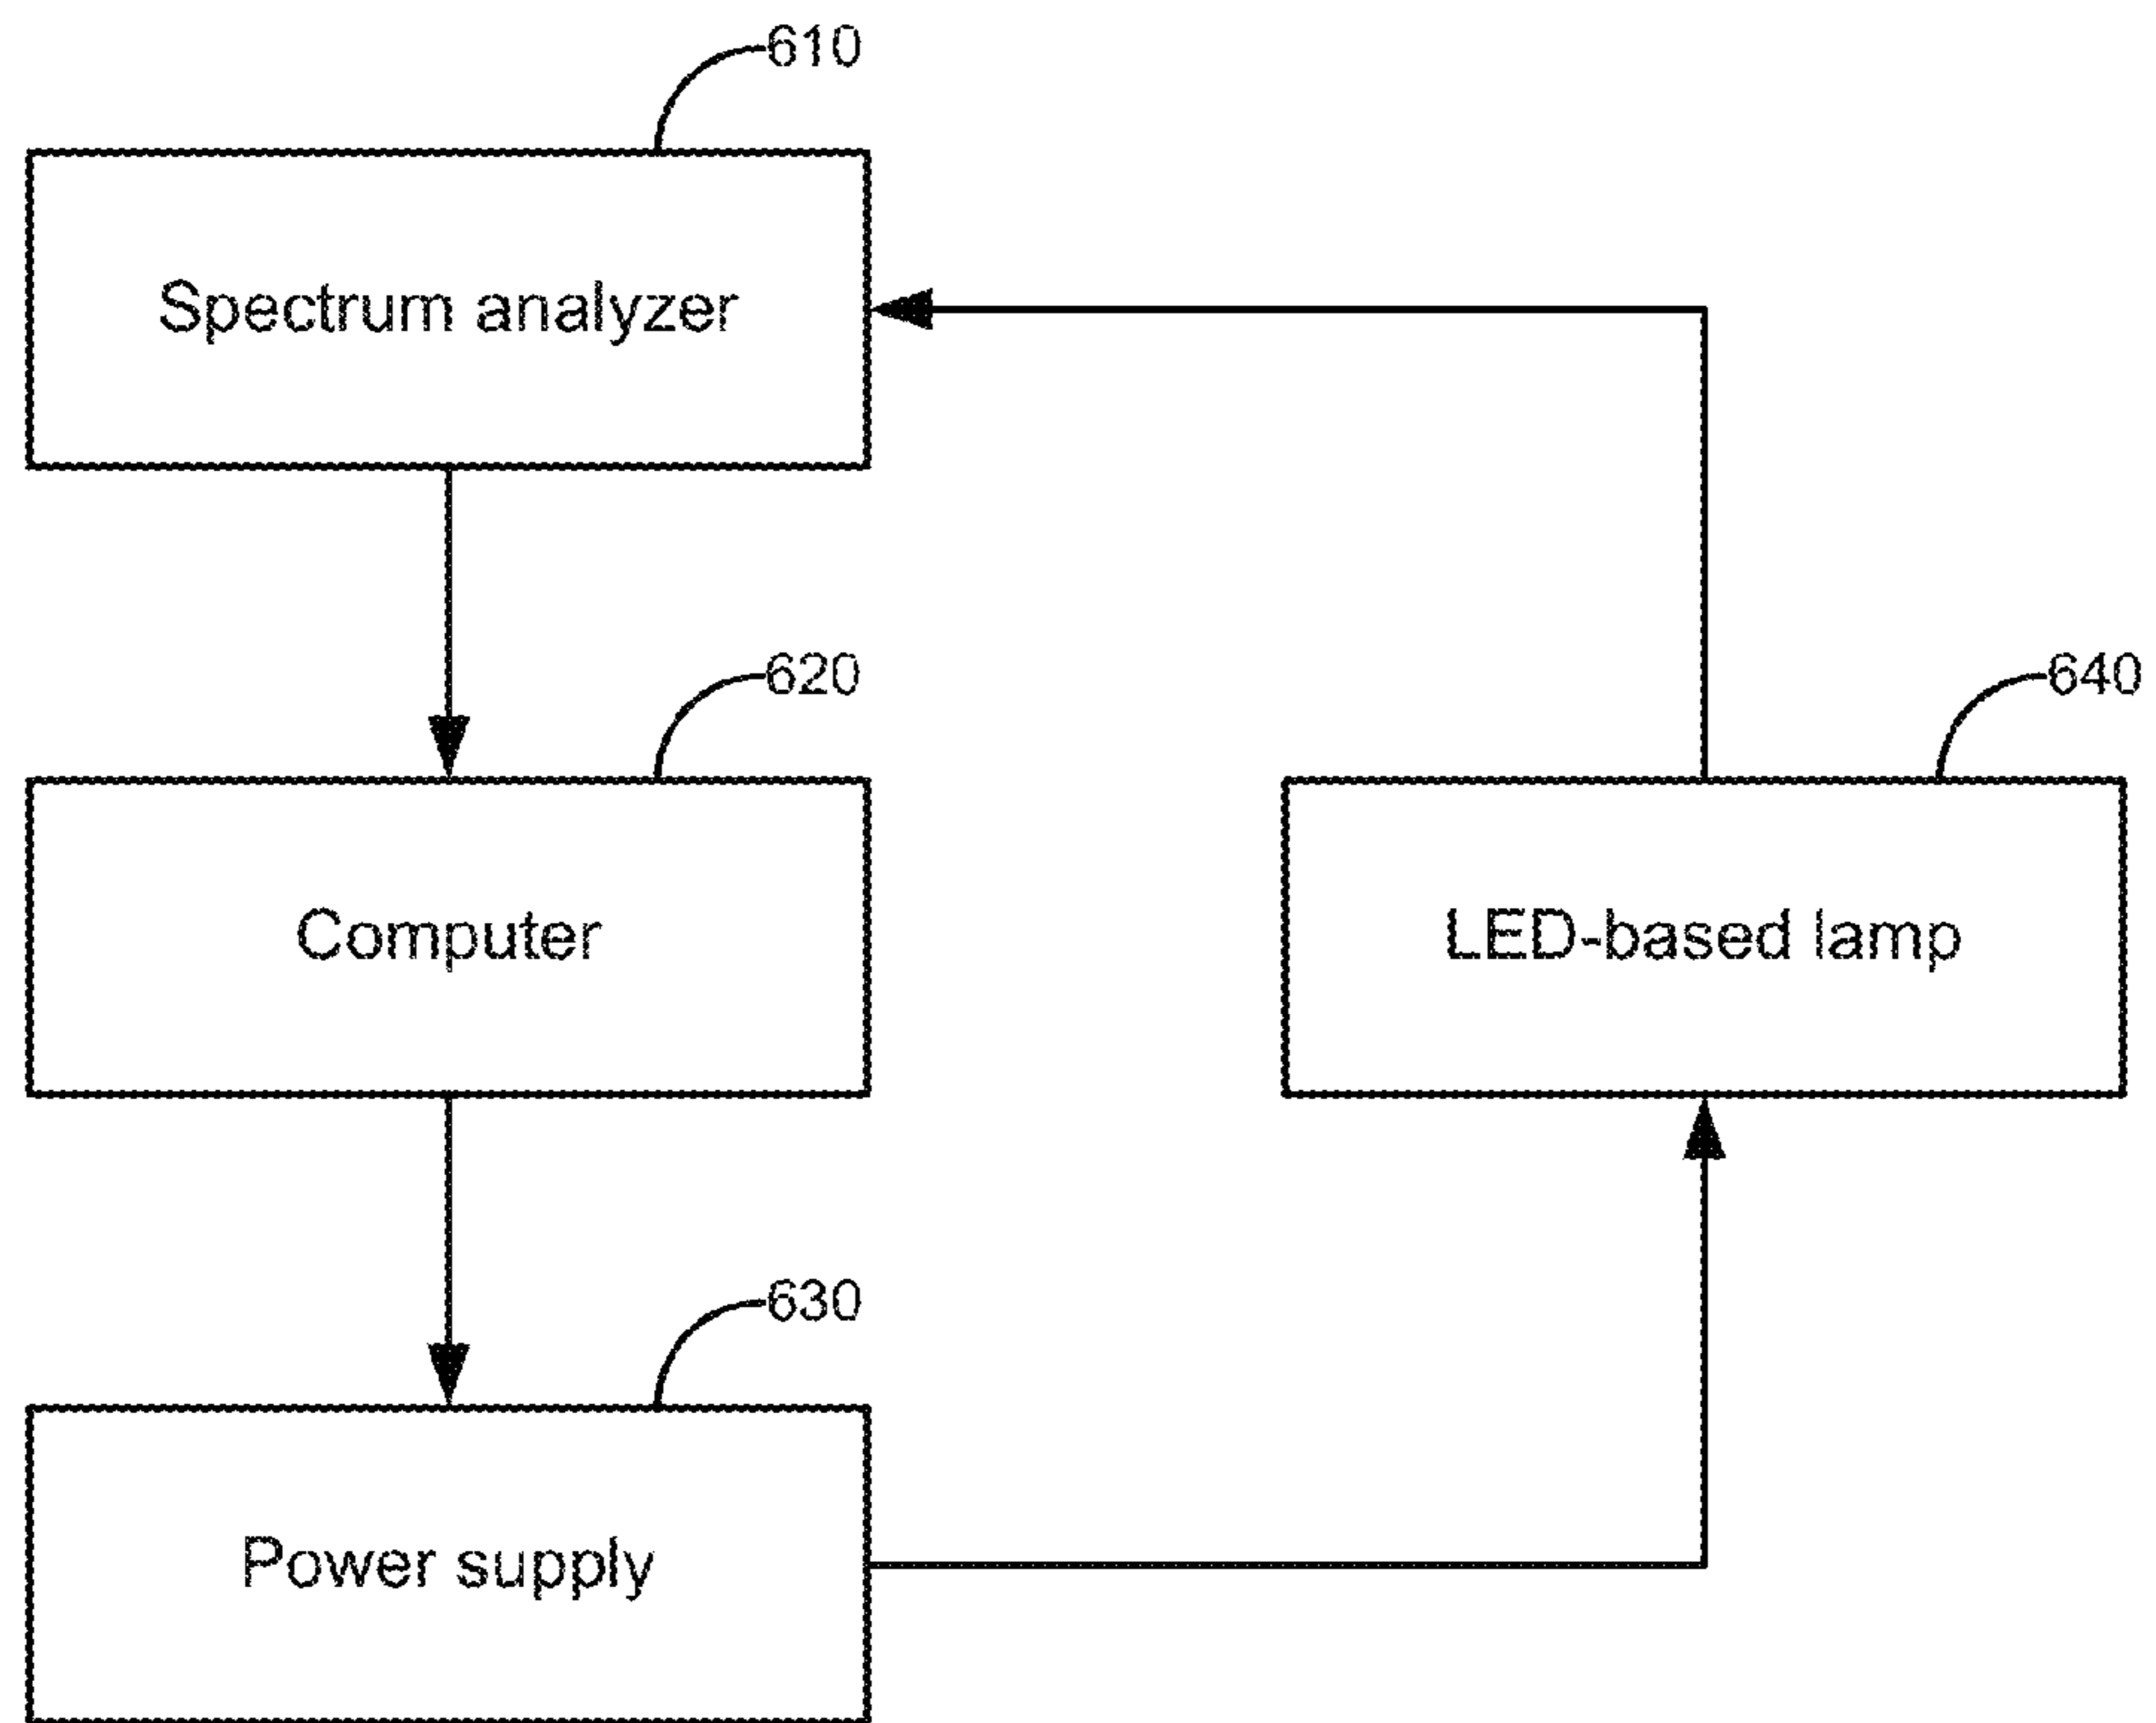 610
Spectrum analyzer
620
640
Computer
LED-based lamp
630
Power supply